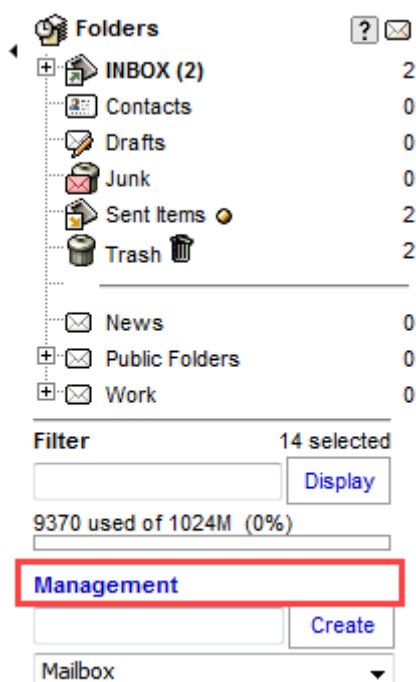 Folders ?
INBOX (2) 2
Contacts 0
Drafts 0
Junk 0
Sent Items 2
Trash 2
News 0
Public Folders 0
Work 0
Filter 14 selected
Display
9370 used of 1024M (0%)
Management
Create
Mailbox